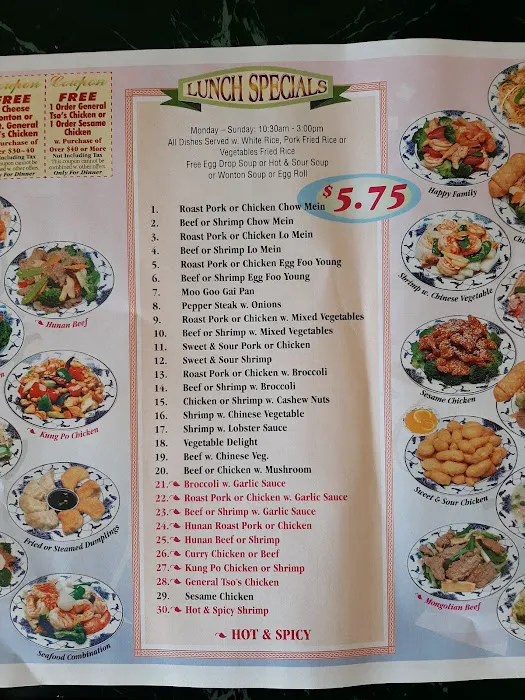 Coupon
FREE
Cheese
Wonton or
General
Tso's Chicken
Purchase of
$30-40
Including Tax
For Dinner
Coupon
FREE
1 Order General
Tso's Chicken or
1 Order Sesame
Chicken
w. Purchase of
Over $40 or More
Not Including Tax
Only For Dinner
LUNCH SPECIALS
Monday – Sunday: 10:30am - 3:00pm
All Dishes Served w. White Rice, Pork Fried Rice or
Vegetables Fried Rice
Free Egg Drop Soup or Hot & Sour Soup
or Wonton Soup or Egg Roll
$5.75
1. Roast Pork or Chicken Chow Mein
2. Beef or Shrimp Chow Mein
3. Roast Pork or Chicken Lo Mein
4. Beef or Shrimp Lo Mein
5. Roast Pork or Chicken Egg Foo Young
6. Beef or Shrimp Egg Foo Young
7. Moo Goo Gai Pan
8. Pepper Steak w. Onions
9. Roast Pork or Chicken w. Mixed Vegetables
10. Beef or Shrimp w. Mixed Vegetables
11. Sweet & Sour Pork or Chicken
12. Sweet & Sour Shrimp
13. Roast Pork or Chicken w. Broccoli
14. Beef or Shrimp w. Broccoli
15. Chicken or Shrimp w. Cashew Nuts
16. Shrimp w. Chinese Vegetable
17. Shrimp w. Lobster Sauce
18. Vegetable Delight
19. Beef w. Chinese Veg.
20. Beef or Chicken w. Mushroom
21. Broccoli w. Garlic Sauce
22. Roast Pork or Chicken w. Garlic Sauce
23. Beef or Shrimp w. Garlic Sauce
24. Hunan Roast Pork or Chicken
25. Hunan Beef or Shrimp
26. Curry Chicken or Beef
27. Kung Po Chicken or Shrimp
28. General Tso's Chicken
29. Sesame Chicken
30. Hot & Spicy Shrimp
HOT & SPICY
Hunan Beef
Kung Po Chicken
Fried or Steamed Dumplings
Seafood Combination
Happy Family
Shrimp w. Chinese Vegetable
Sesame Chicken
Sweet & Sour Chicken
Mongolian Beef